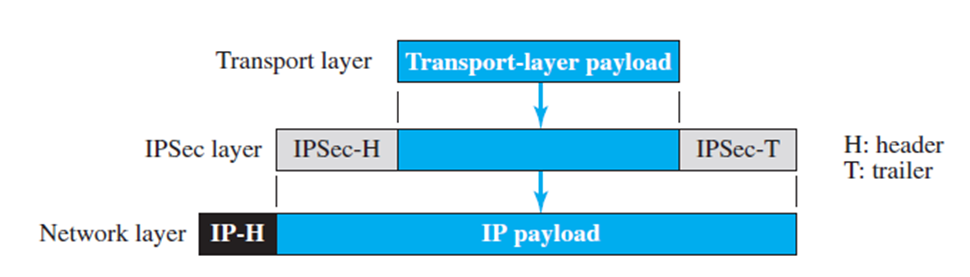 Transport layer Transport-layer payload
IPSec layer IPSec-H IPSec-T H: header
T: trailer
Network layer IP-H IP payload